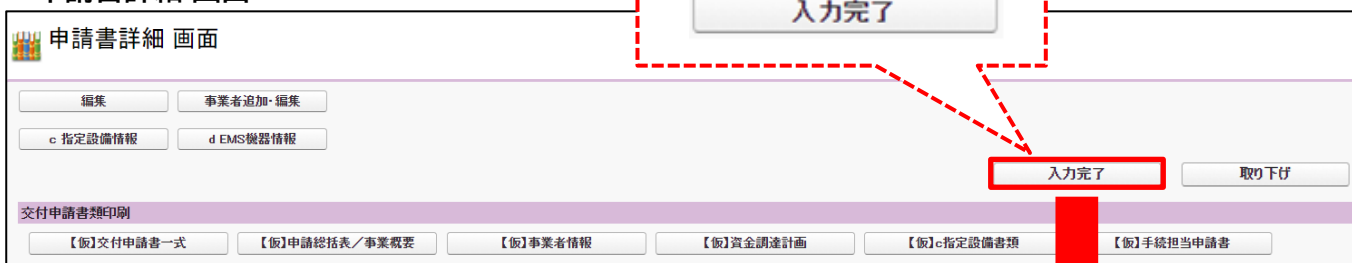 入力完了
申請書詳細 画面
編集
事業者追加・編集
c 指定設備情報
d EMS機器情報
入力完了
取り下げ
交付申請書類印刷
【仮】交付申請書一式
【仮】申請総括表／事業概要
【仮】事業者情報
【仮】資金調達計画
【仮】c指定設備書類
【仮】手続担当申請書